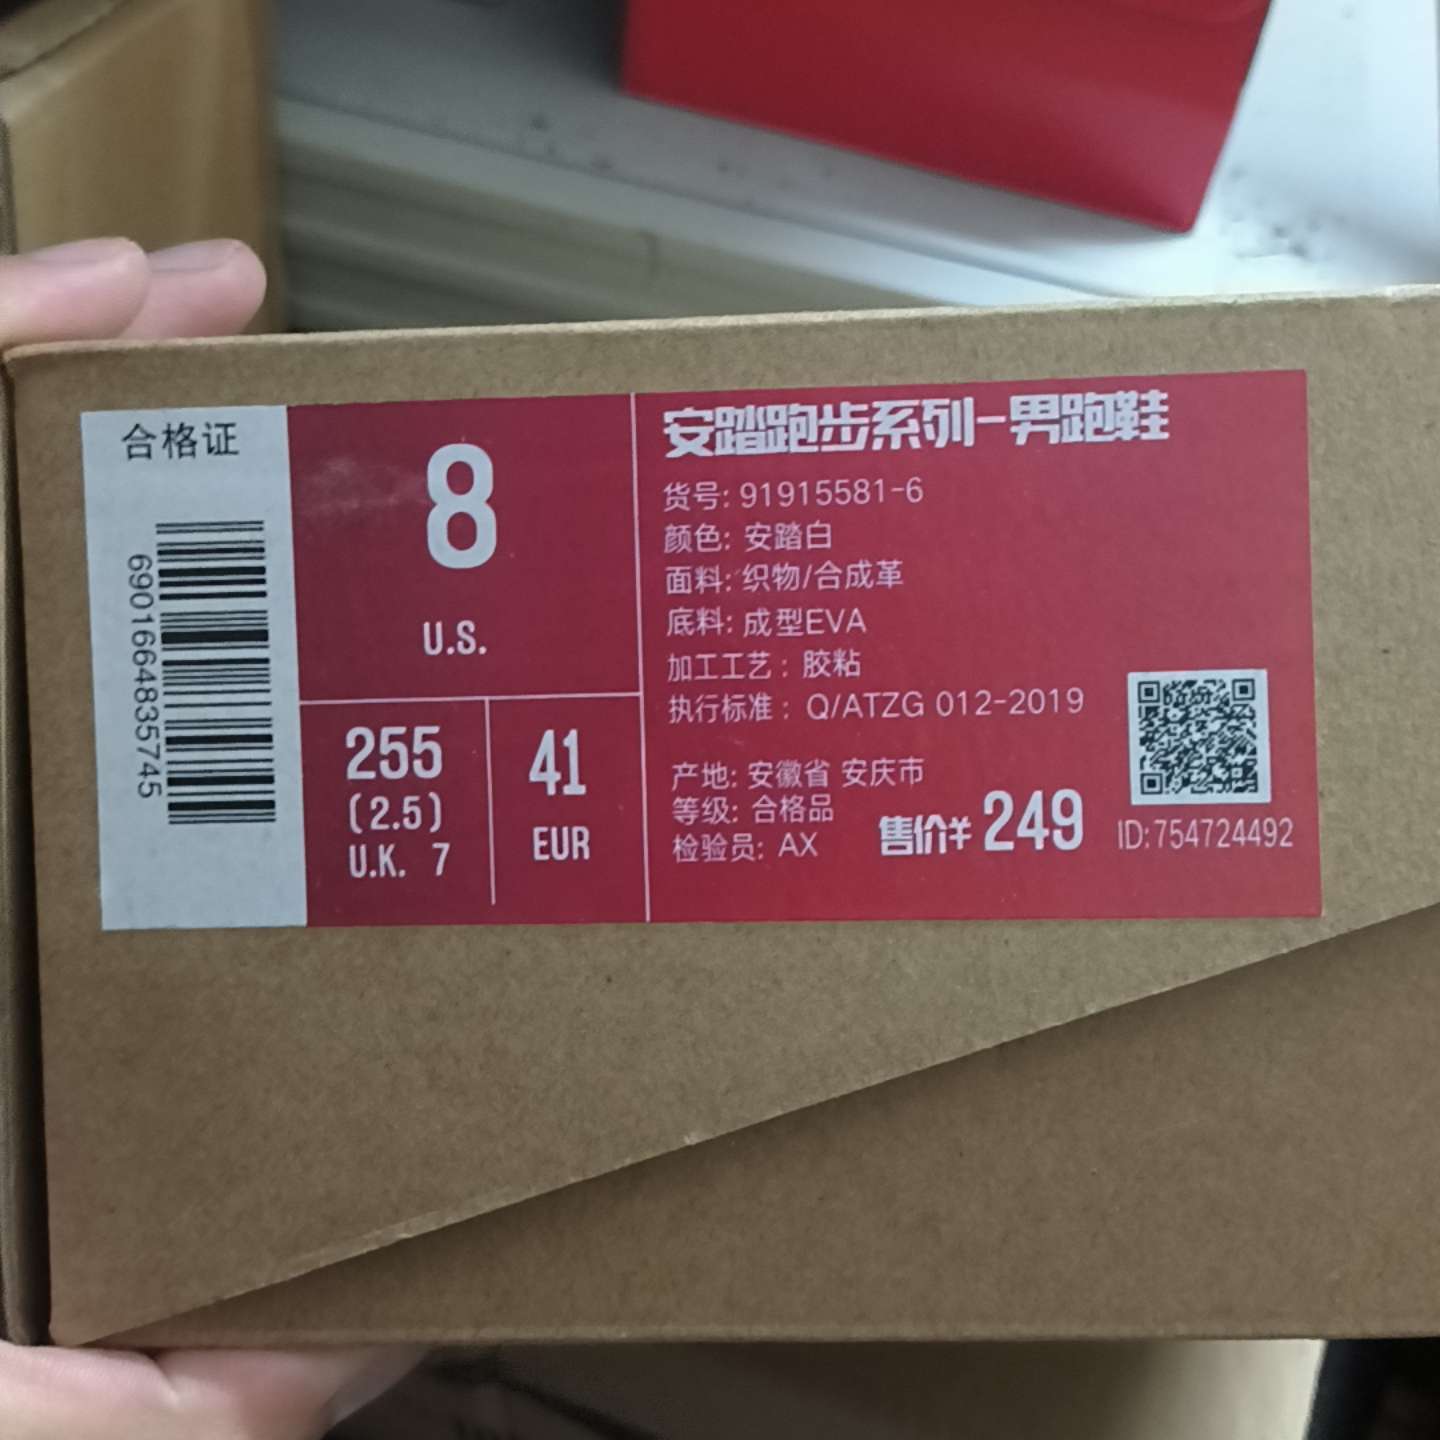 合格证
6901664835745
8
U.S.
255
(2.5)
U.K. 7
41
EUR
安踏跑步系列-男跑鞋
货号: 91915581-6
颜色: 安踏白
面料: 织物/合成革
底料: 成型EVA
加工工艺: 胶粘
执行标准: Q/ATZG 012-2019
产地: 安徽省 安庆市
等级: 合格品
检验员: AX
售价¥ 249
ID:754724492